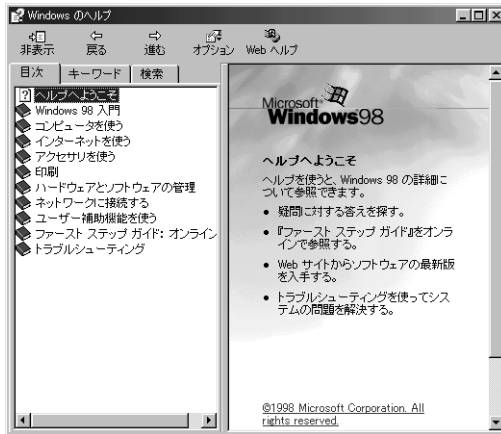 Windows のヘルプ
非表示 戻る 進む オプション Web ヘルプ
目次 キーワード 検索
ヘルプへようこそ
Windows 98 入門
コンピュータを使う
インターネットを使う
アクセサリを使う
印刷
ハードウェアとソフトウェアの管理
ネットワークに接続する
ユーザー補助機能を使う
ファースト ステップ ガイド: オンライン
トラブルシューティング
Microsoft
Windows98
ヘルプへようこそ
ヘルプを使うと、Windows 98 の詳細に
ついて参照できます。
• 疑問に対する答えを探す。
• 『ファースト ステップ ガイド』をオンラ
インで参照する。
• Web サイトからソフトウェアの最新版
を入手する。
• トラブルシューティングを使ってシス
テムの問題を解決する。
©1998 Microsoft Corporation. All
rights reserved.